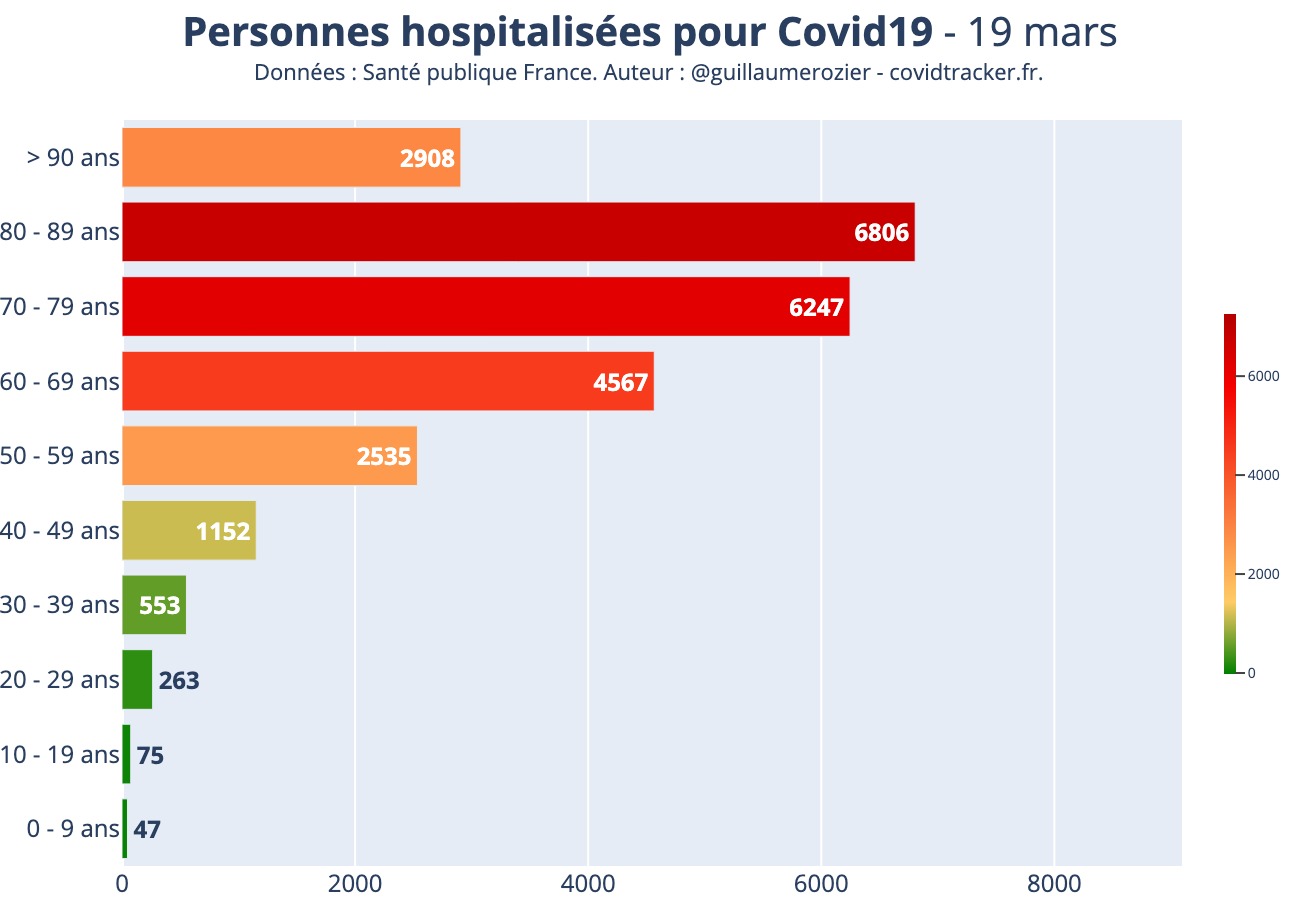 Personnes hospitalisées pour Covid19 - 19 mars
Données : Santé publique France. Auteur : @guillaumerozier - covidtracker.fr.
> 90 ans 2908
80 - 89 ans 6806
70 - 79 ans 6247
60 - 69 ans 4567
50 - 59 ans 2535
40 - 49 ans 1152
30 - 39 ans 553
20 - 29 ans 263
10 - 19 ans 75
0 - 9 ans 47
0 2000 4000 6000 8000
6000
4000
2000
0